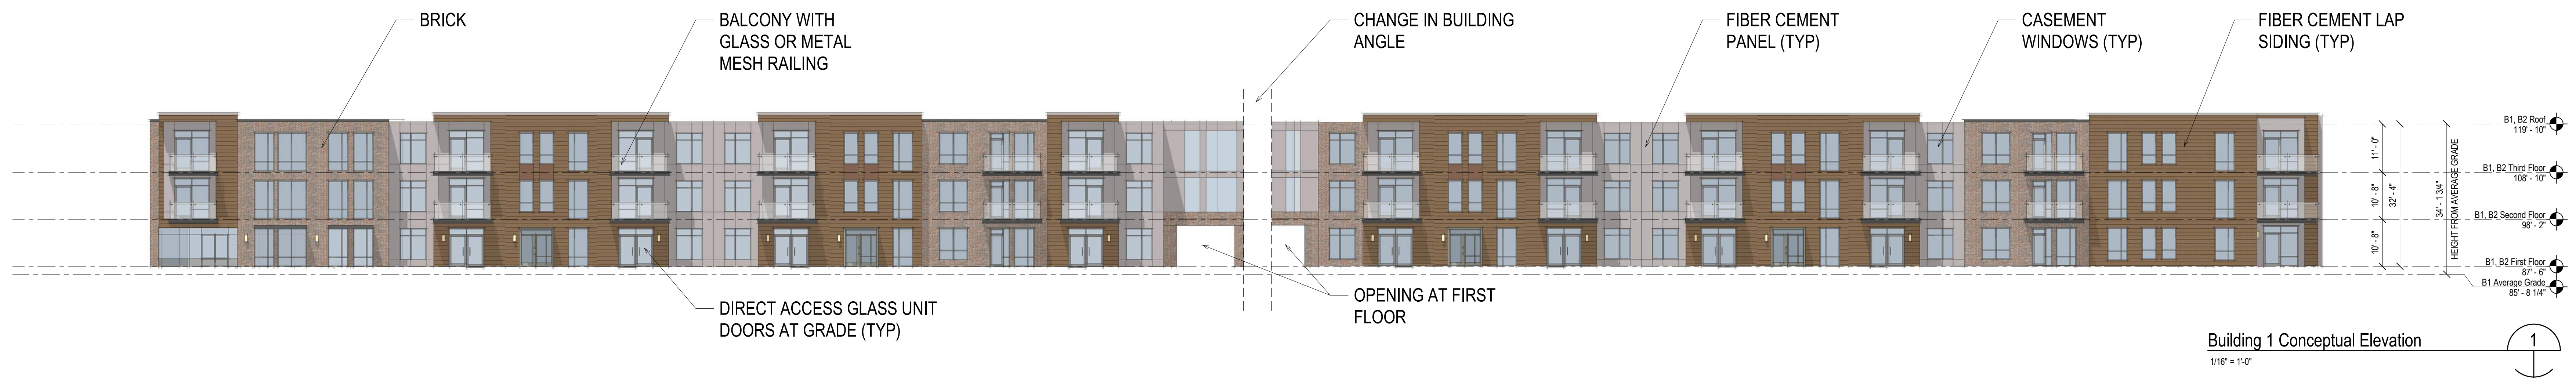 BRICK
BALCONY WITH
GLASS OR METAL
MESH RAILING
CHANGE IN BUILDING
ANGLE
FIBER CEMENT
PANEL (TYP)
CASEMENT
WINDOWS (TYP)
FIBER CEMENT LAP
SIDING (TYP)
DIRECT ACCESS GLASS UNIT
DOORS AT GRADE (TYP)
OPENING AT FIRST
FLOOR
11' - 0"
10' - 8"
10' - 8"
32' - 4"
34' - 1 3/4"
HEIGHT FROM AVERAGE GRADE
B1, B2 Roof
119' - 10"
B1, B2 Third Floor
108' - 10"
B1, B2 Second Floor
98' - 2"
B1, B2 First Floor
87' - 6"
B1 Average Grade
85' - 8 1/4"
Building 1 Conceptual Elevation
1/16" = 1'-0"
1